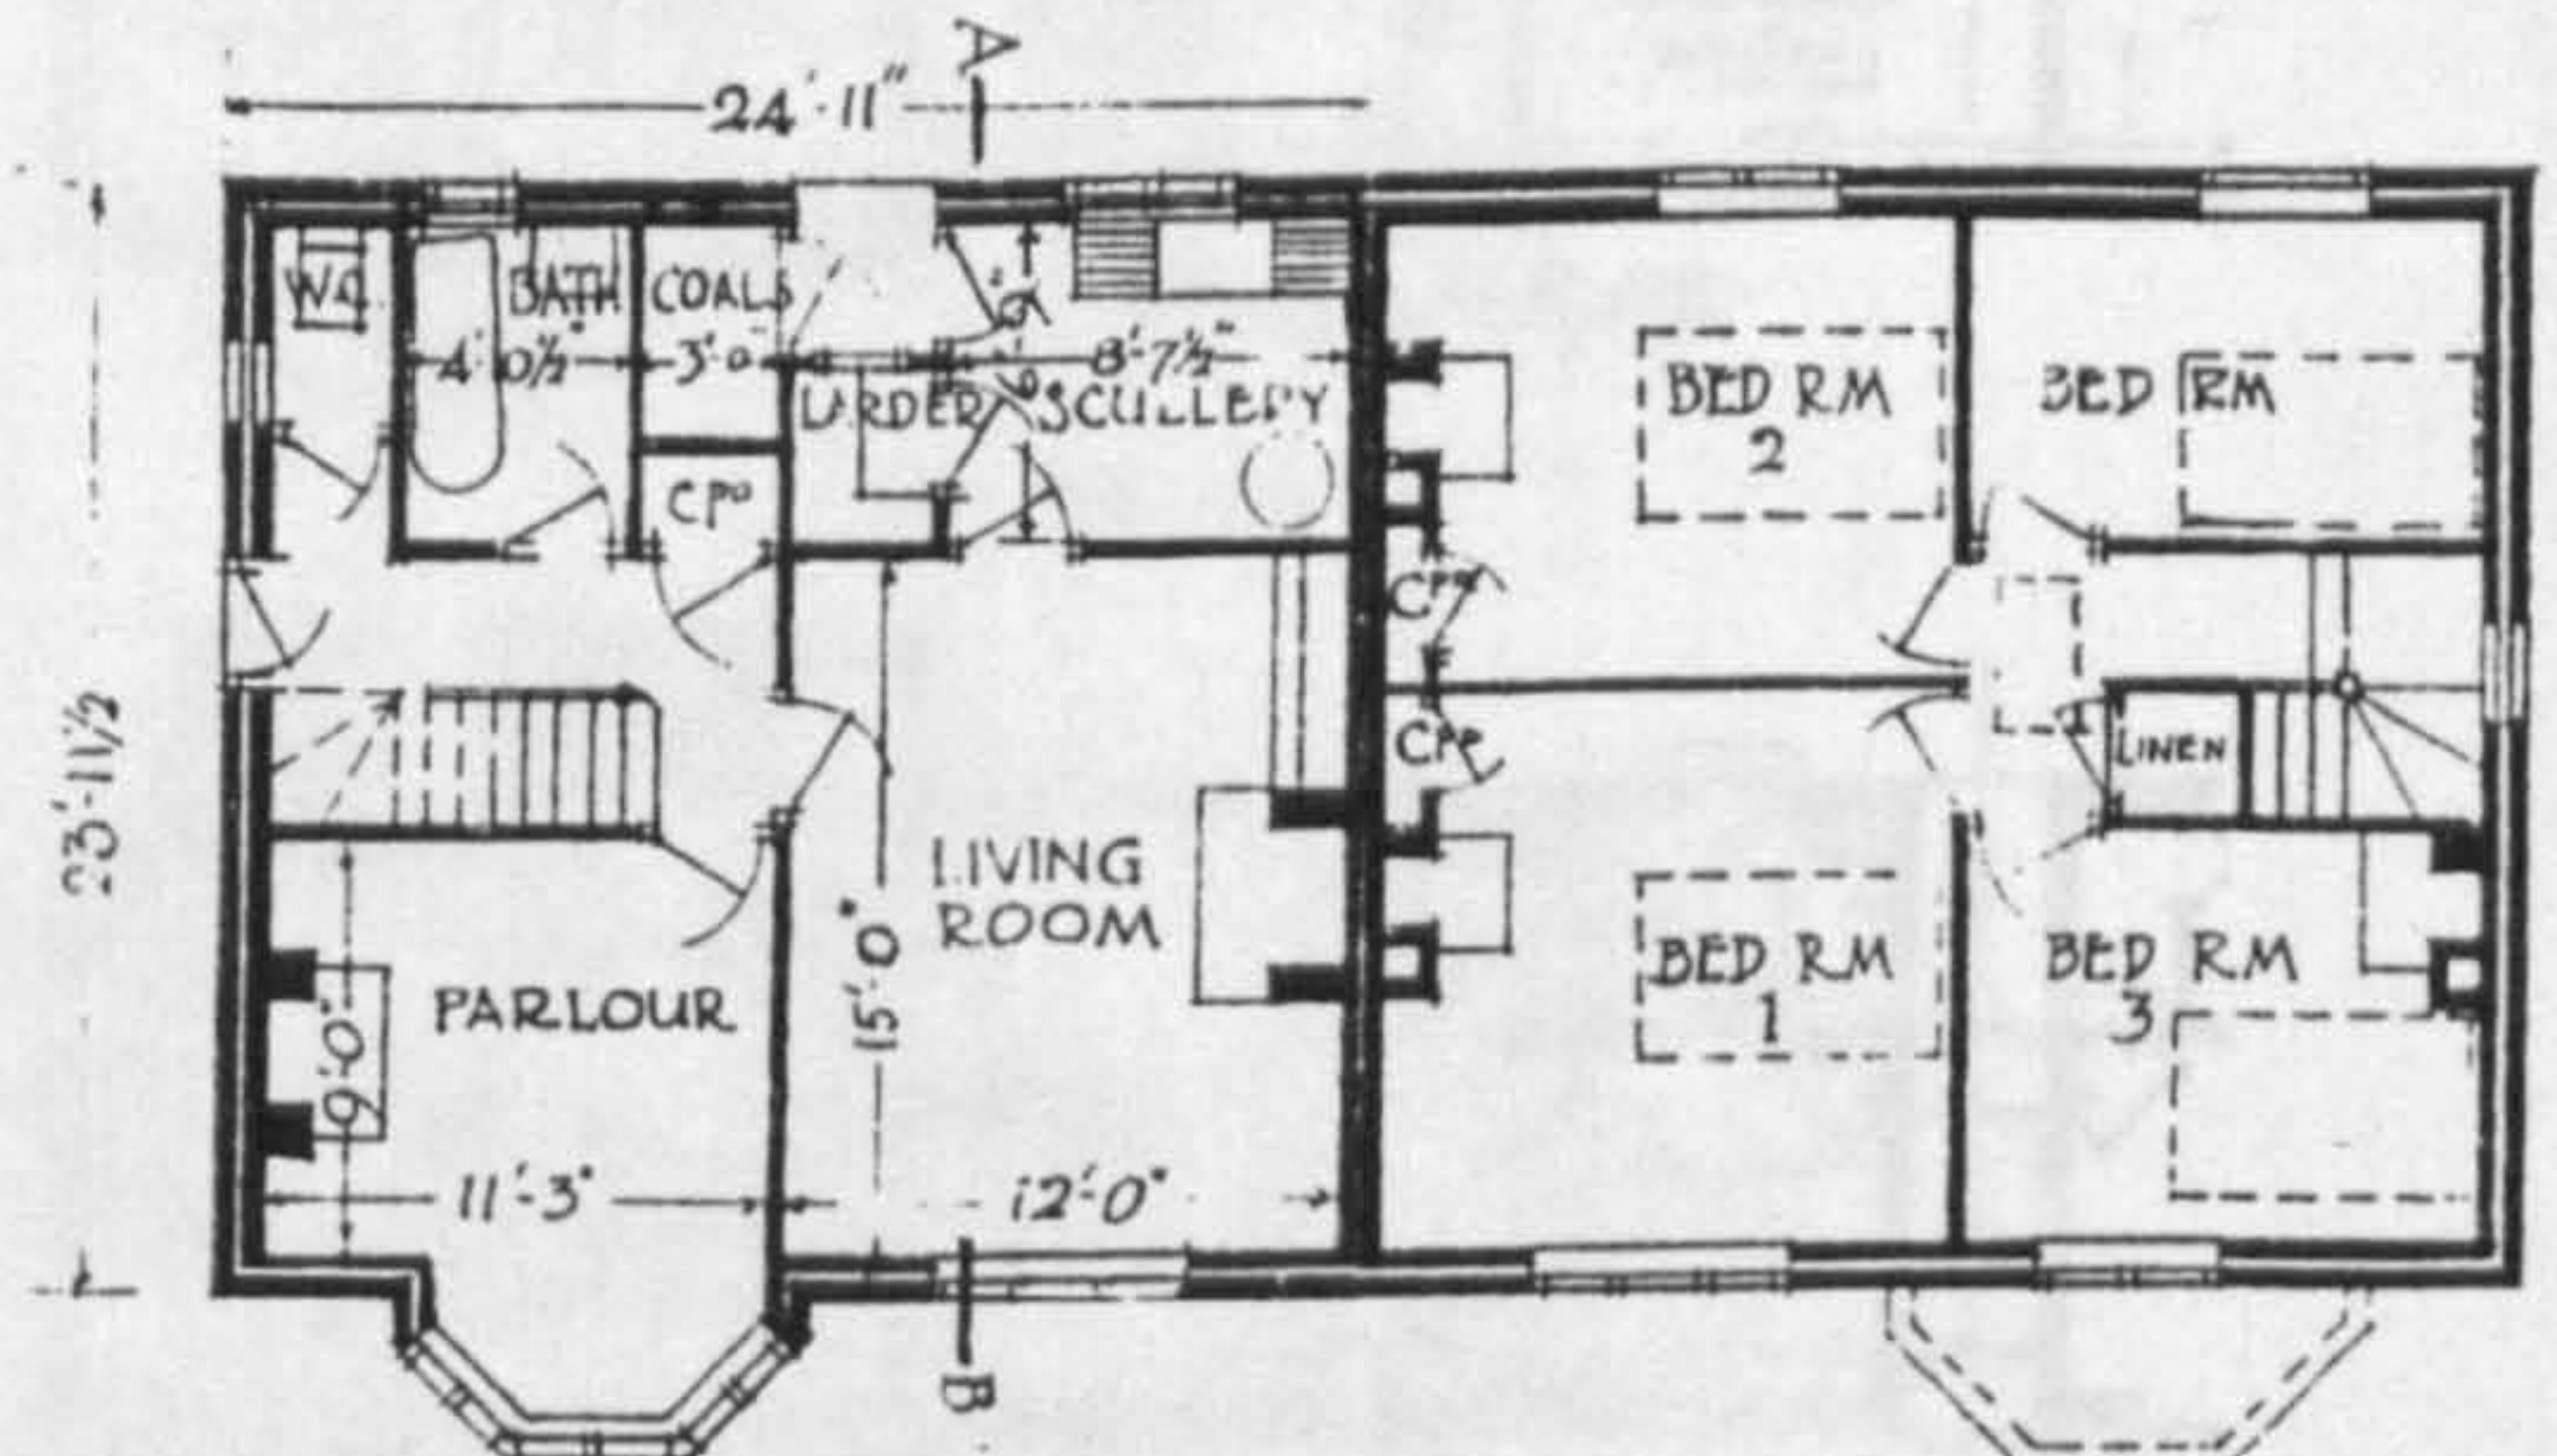 A
24'-11"
W.C.
BATH
COALS
4'-0½"
3'-0"
8'-7½"
LARDER
SCULLERY
BED RM
2
BED RM
CPD
LINEN
23'-11½
LIVING
ROOM
15'-0"
PARLOUR
9'-0"
BED RM
1
BED RM
3
11'-3"
12'-0"
B